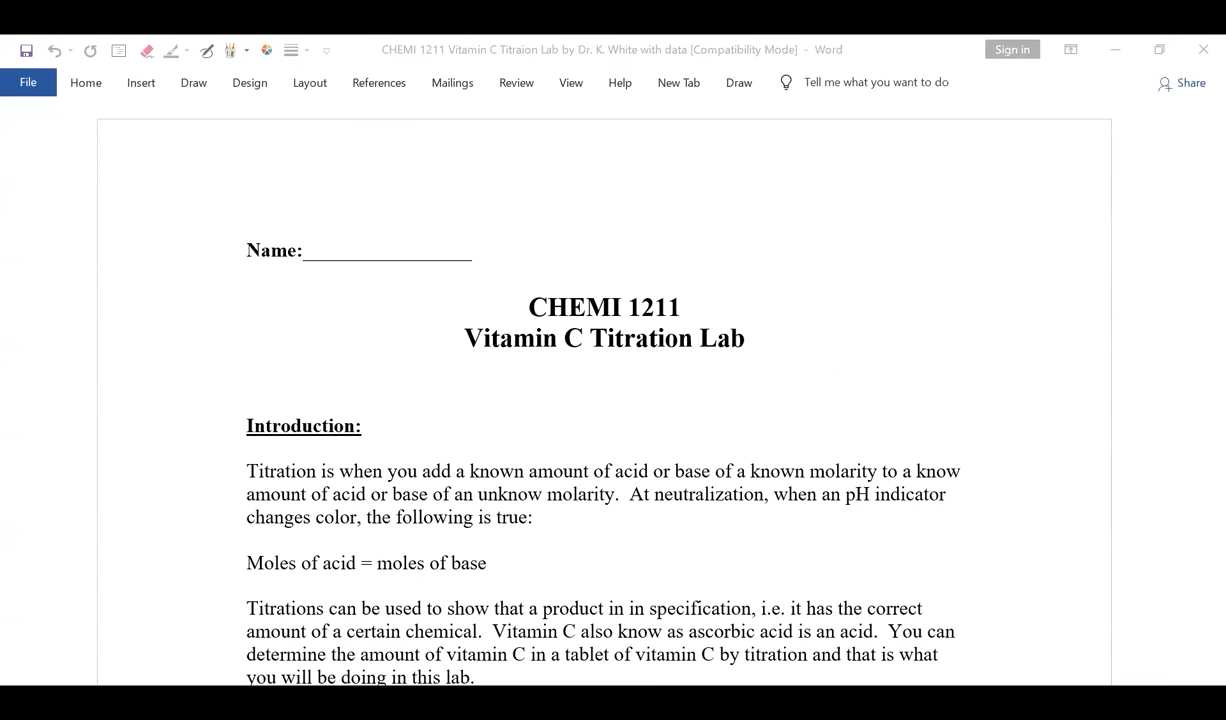 CHEMI 1211 Vitamin C Titraion Lab by Dr. K. White with data [Compatibility Mode] - Word
Sign in
File Home Insert Draw Design Layout References Mailings Review View Help New Tab Draw Tell me what you want to do Share
Name:
CHEMI 1211
Vitamin C Titration Lab
Introduction:
Titration is when you add a known amount of acid or base of a known molarity to a know
amount of acid or base of an unknow molarity. At neutralization, when an pH indicator
changes color, the following is true:
Moles of acid = moles of base
Titrations can be used to show that a product in in specification, i.e. it has the correct
amount of a certain chemical. Vitamin C also know as ascorbic acid is an acid. You can
determine the amount of vitamin C in a tablet of vitamin C by titration and that is what
you will be doing in this lab.